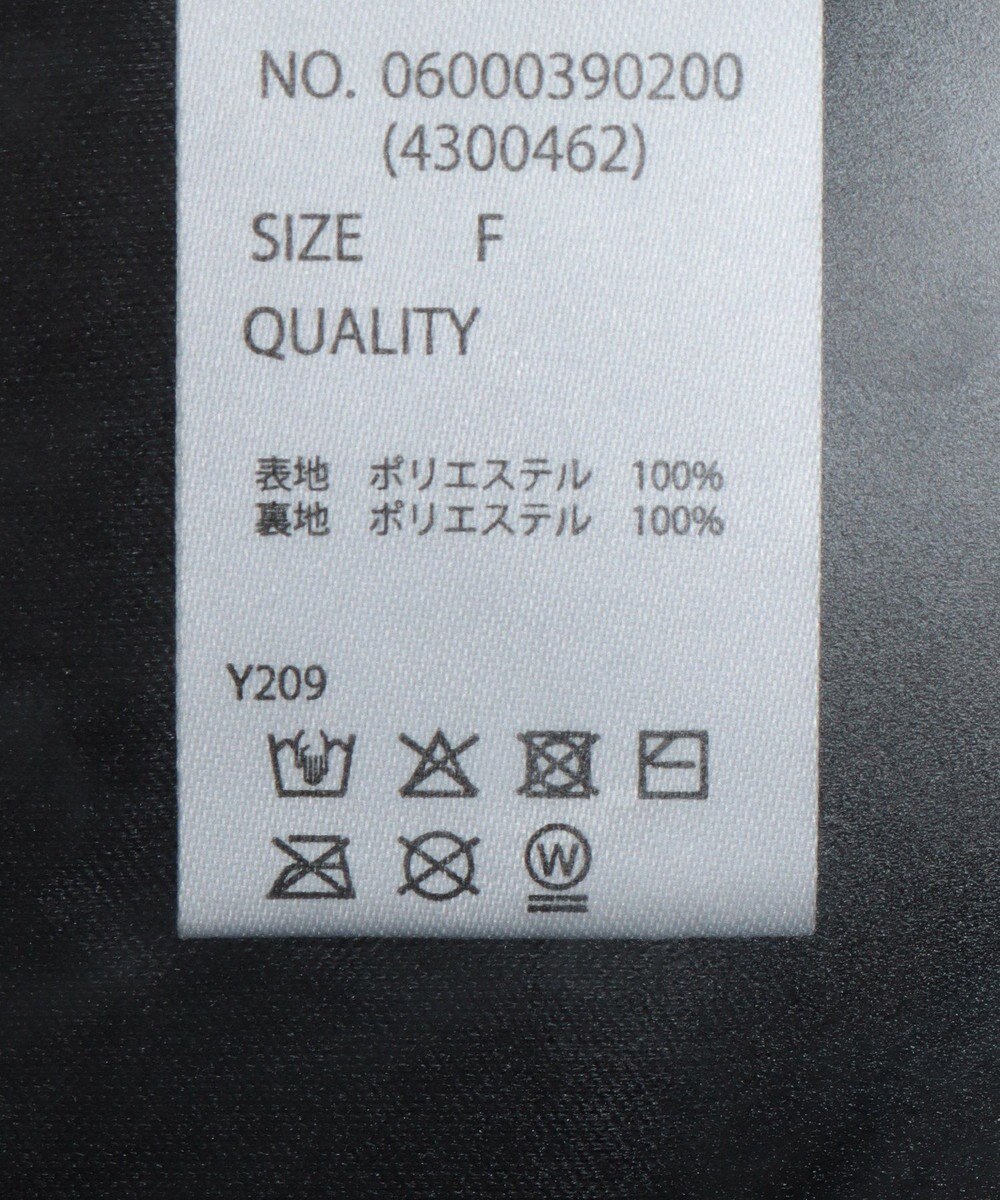 NO. 06000390200
(4300462)
SIZE F
QUALITY
表地 ポリエステル 100%
裏地 ポリエステル 100%
Y209
W